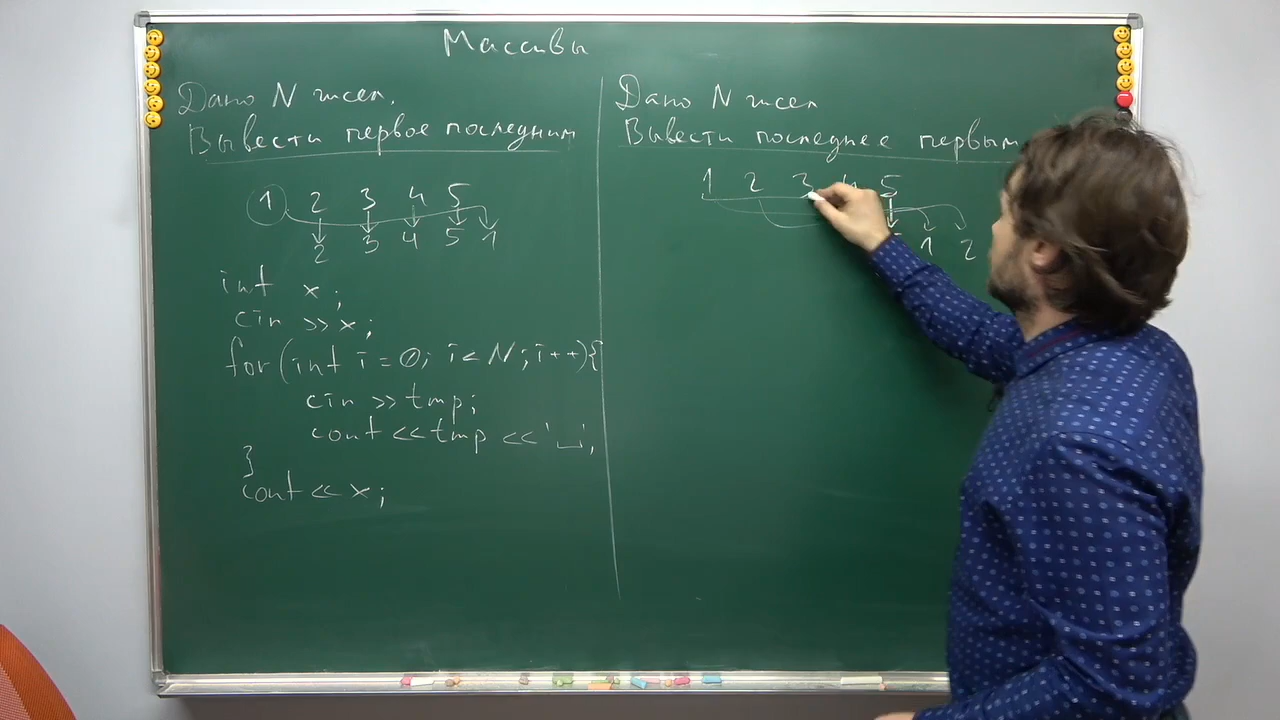 Массивы
Дано N чисел.
Вывести первое последним
1 2 3 4 5
2 3 4 5 1
int x;
cin >> x;
for(int i = 0; i < N; i++){
cin >> tmp;
cout << tmp << '␣';
}
cout << x;
Дано N чисел
Вывести последнее первым
1 2 3 4 5
1 2